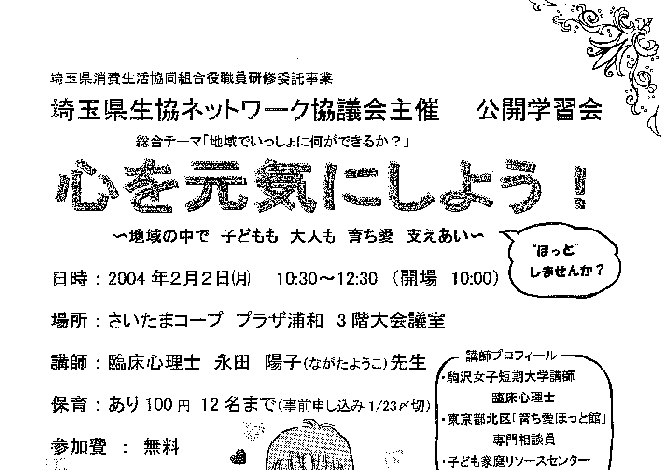 埼玉県消費生活協同組合役職員研修委託事業
埼玉県生協ネットワーク協議会主催 公開学習会
総合テーマ「地域でいっしょに何ができるか？」
心を元気にしよう！
～地域の中で 子どもも 大人も 育ち愛 支えあい～
"ほっと"
しませんか？
日時：2004年2月2日(月) 10:30～12:30 （開場 10:00）
場所：さいたまコープ プラザ浦和 3階大会議室
講師：臨床心理士 永田 陽子(ながたようこ)先生
保育：あり100円 12名まで(事前申し込み1/23〆切)
参加費 ： 無料
講師プロフィール
・駒沢女子短期大学講師
臨床心理士
・東京都北区「育ち愛ほっと館」
専門相談員
・子ども家庭リソースセンター